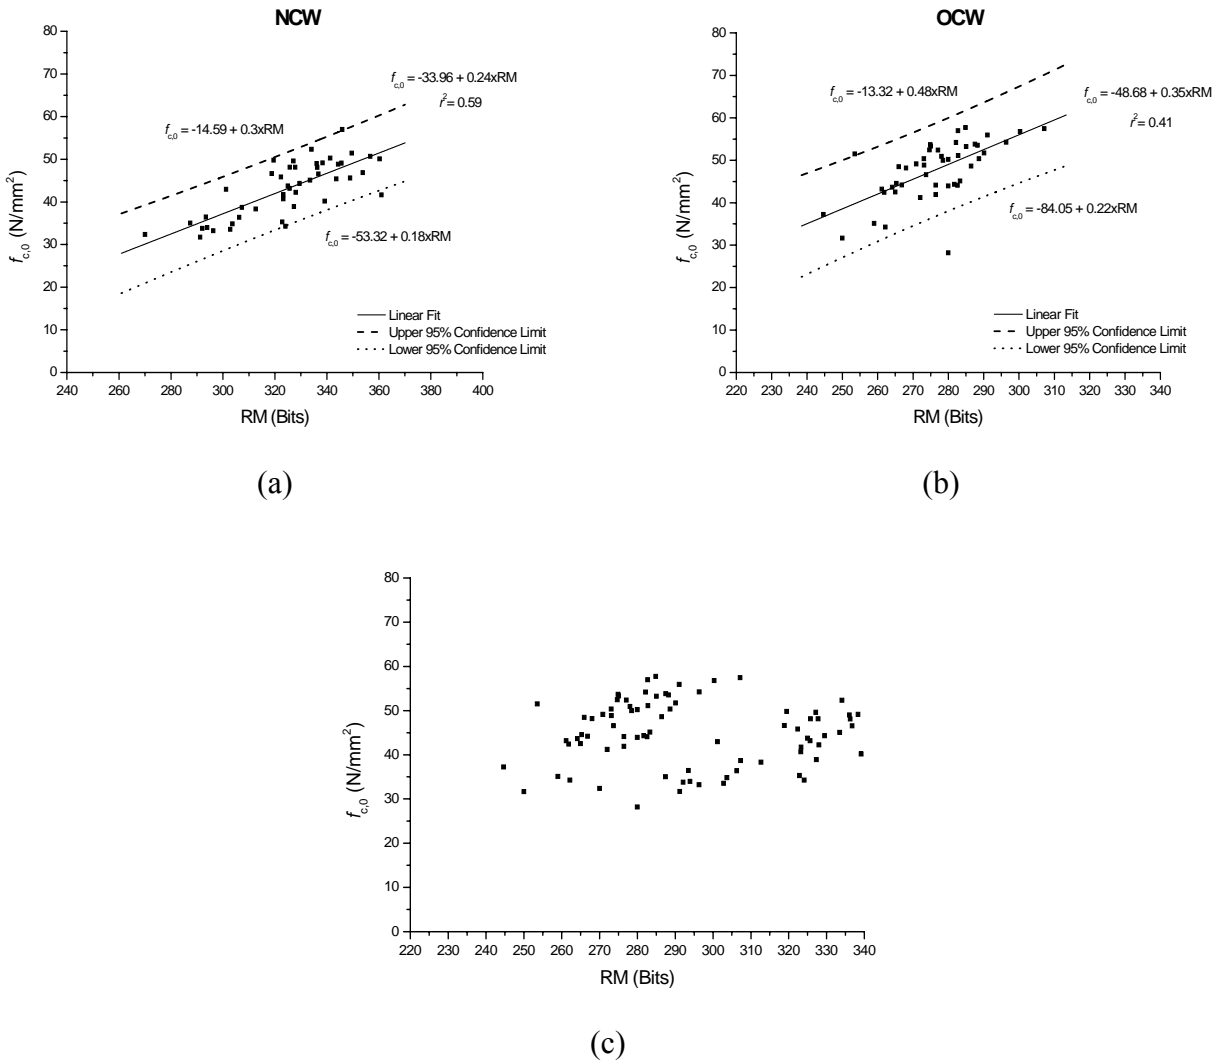 NCW
f_c,0 = -33.96 + 0.24xRM
r² = 0.59
f_c,0 = -14.59 + 0.3xRM
f_c,0 = -53.32 + 0.18xRM
f_c,0 (N/mm²)
80
70
60
50
40
30
20
10
0
Linear Fit
Upper 95% Confidence Limit
Lower 95% Confidence Limit
240 260 280 300 320 340 360 380 400
RM (Bits)
(a)
OCW
f_c,0 = -13.32 + 0.48xRM
f_c,0 = -48.68 + 0.35xRM
r² = 0.41
f_c,0 = -84.05 + 0.22xRM
f_c,0 (N/mm²)
80
70
60
50
40
30
20
10
0
Linear Fit
Upper 95% Confidence Limit
Lower 95% Confidence Limit
220 230 240 250 260 270 280 290 300 310 320 330 340
RM (Bits)
(b)
f_c,0 (N/mm²)
80
70
60
50
40
30
20
10
0
220 230 240 250 260 270 280 290 300 310 320 330 340
RM (Bits)
(c)